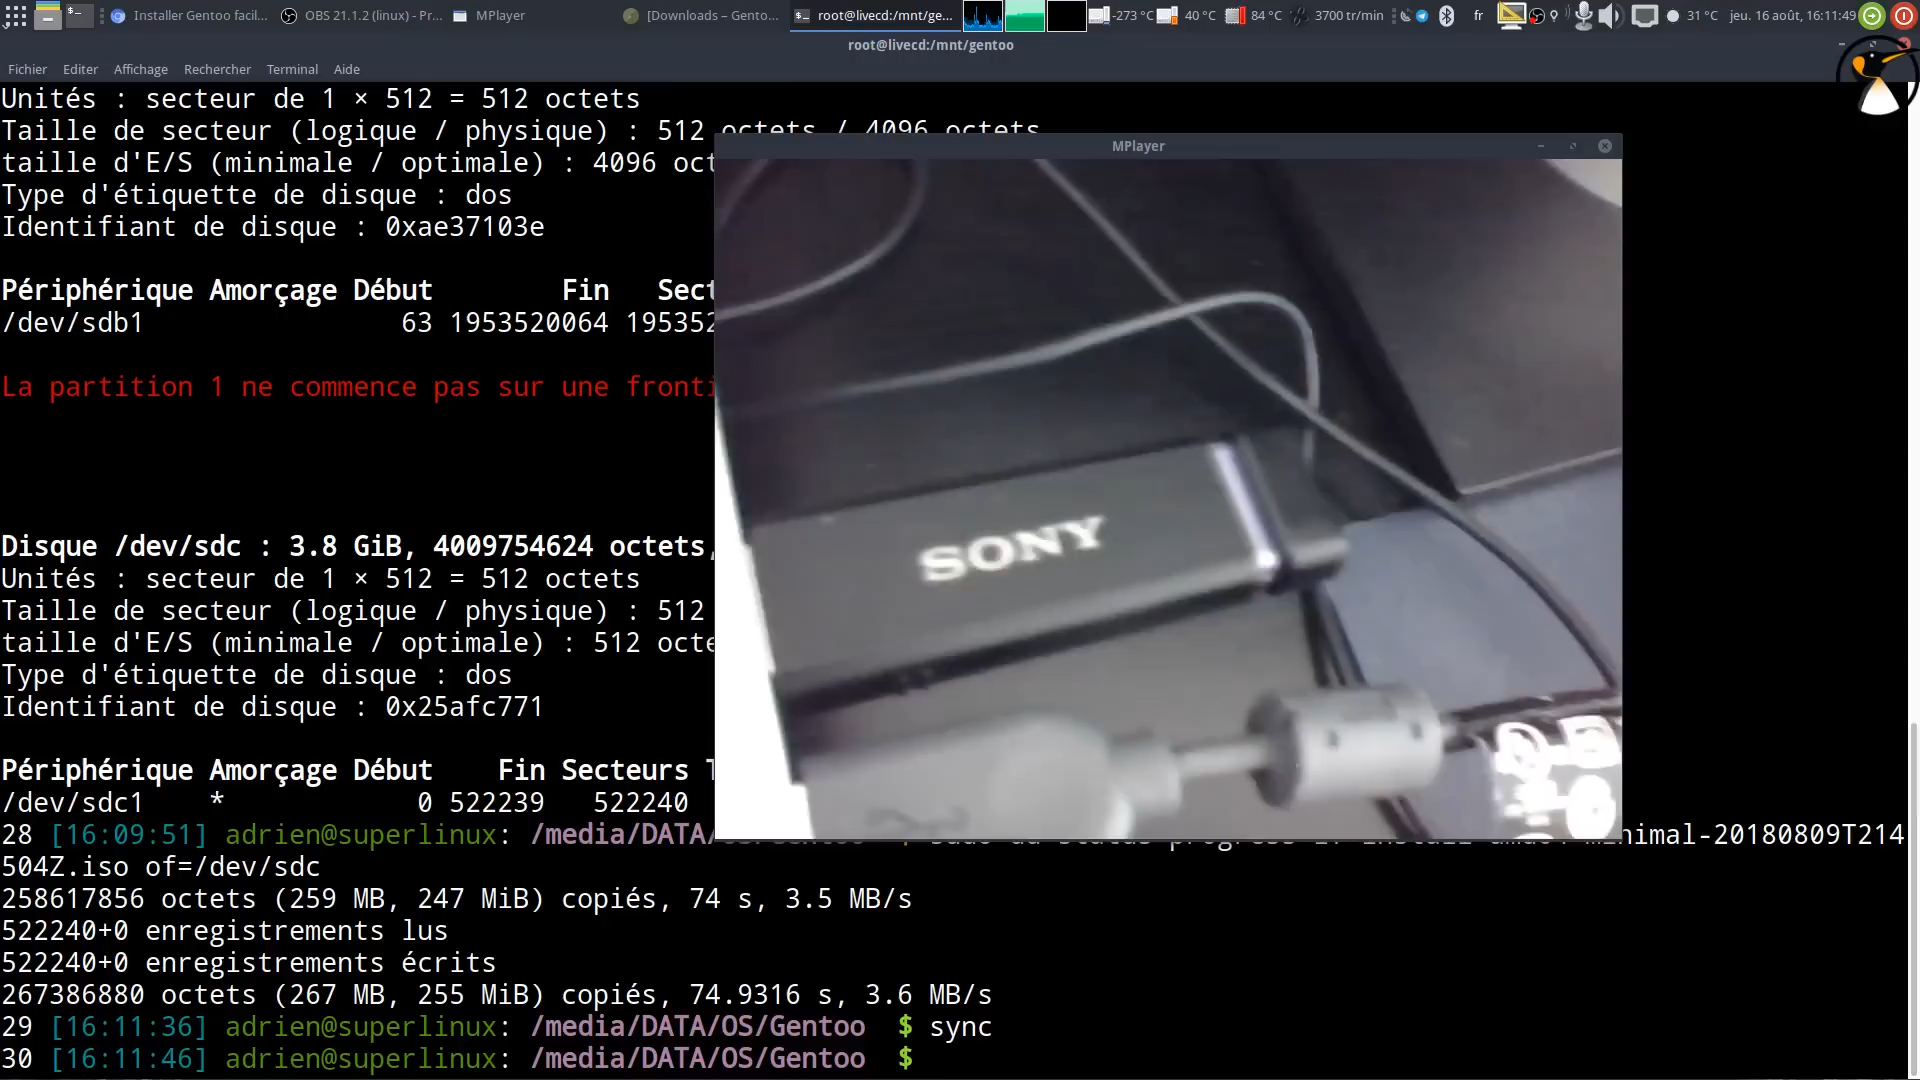 Installer Gentoo facil...
OBS 21.1.2 (linux) - Pr...
MPlayer
[Downloads – Gento...
root@livecd:/mnt/ge...
-273 °C
40 °C
84 °C
3700 tr/min
fr
31 °C
jeu. 16 août, 16:11:49
root@livecd:/mnt/gentoo
Fichier Editer Affichage Rechercher Terminal Aide
Unités : secteur de 1 × 512 = 512 octets
Taille de secteur (logique / physique) : 512 octets / 4096 octets
taille d'E/S (minimale / optimale) : 4096 oct
Type d'étiquette de disque : dos
Identifiant de disque : 0xae37103e
Périphérique Amorçage Début Fin Sect
/dev/sdb1 63 1953520064 195352
La partition 1 ne commence pas sur une fronti
Disque /dev/sdc : 3.8 GiB, 4009754624 octets,
Unités : secteur de 1 × 512 = 512 octets
Taille de secteur (logique / physique) : 512
taille d'E/S (minimale / optimale) : 512 octe
Type d'étiquette de disque : dos
Identifiant de disque : 0x25afc771
Périphérique Amorçage Début Fin Secteurs T
/dev/sdc1 * 0 522239 522240
28 [16:09:51] adrien@superlinux: /media/DATA/ minimal-20180809T214
504Z.iso of=/dev/sdc
258617856 octets (259 MB, 247 MiB) copiés, 74 s, 3.5 MB/s
522240+0 enregistrements lus
522240+0 enregistrements écrits
267386880 octets (267 MB, 255 MiB) copiés, 74.9316 s, 3.6 MB/s
29 [16:11:36] adrien@superlinux: /media/DATA/OS/Gentoo $ sync
30 [16:11:46] adrien@superlinux: /media/DATA/OS/Gentoo $
MPlayer
SONY